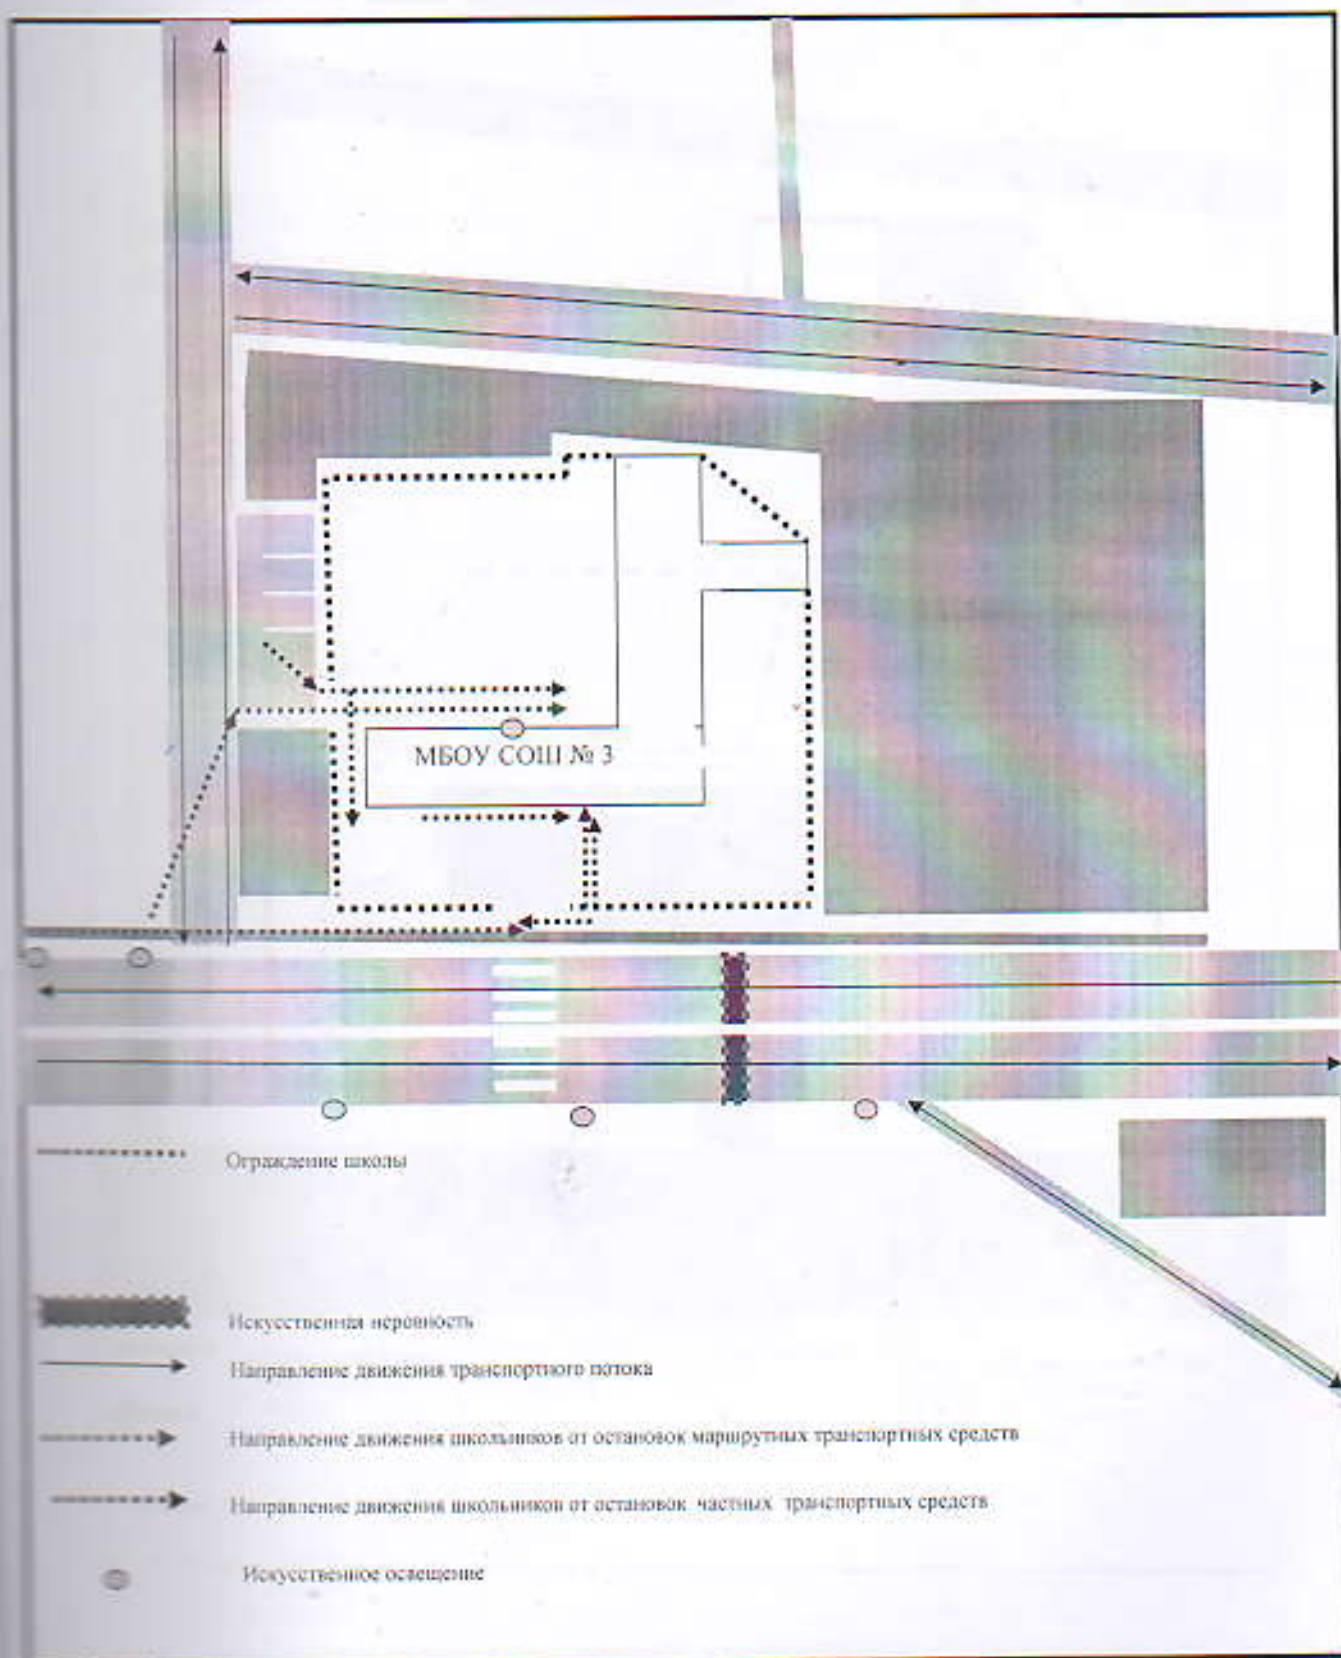 МБОУ СОШ № 3
Ограждение школы
Искусственная неровность
Направление движения транспортного потока
Направление движения школьников от остановок маршрутных транспортных средств
Направление движения школьников от остановок частных транспортных средств
Искусственное освещение